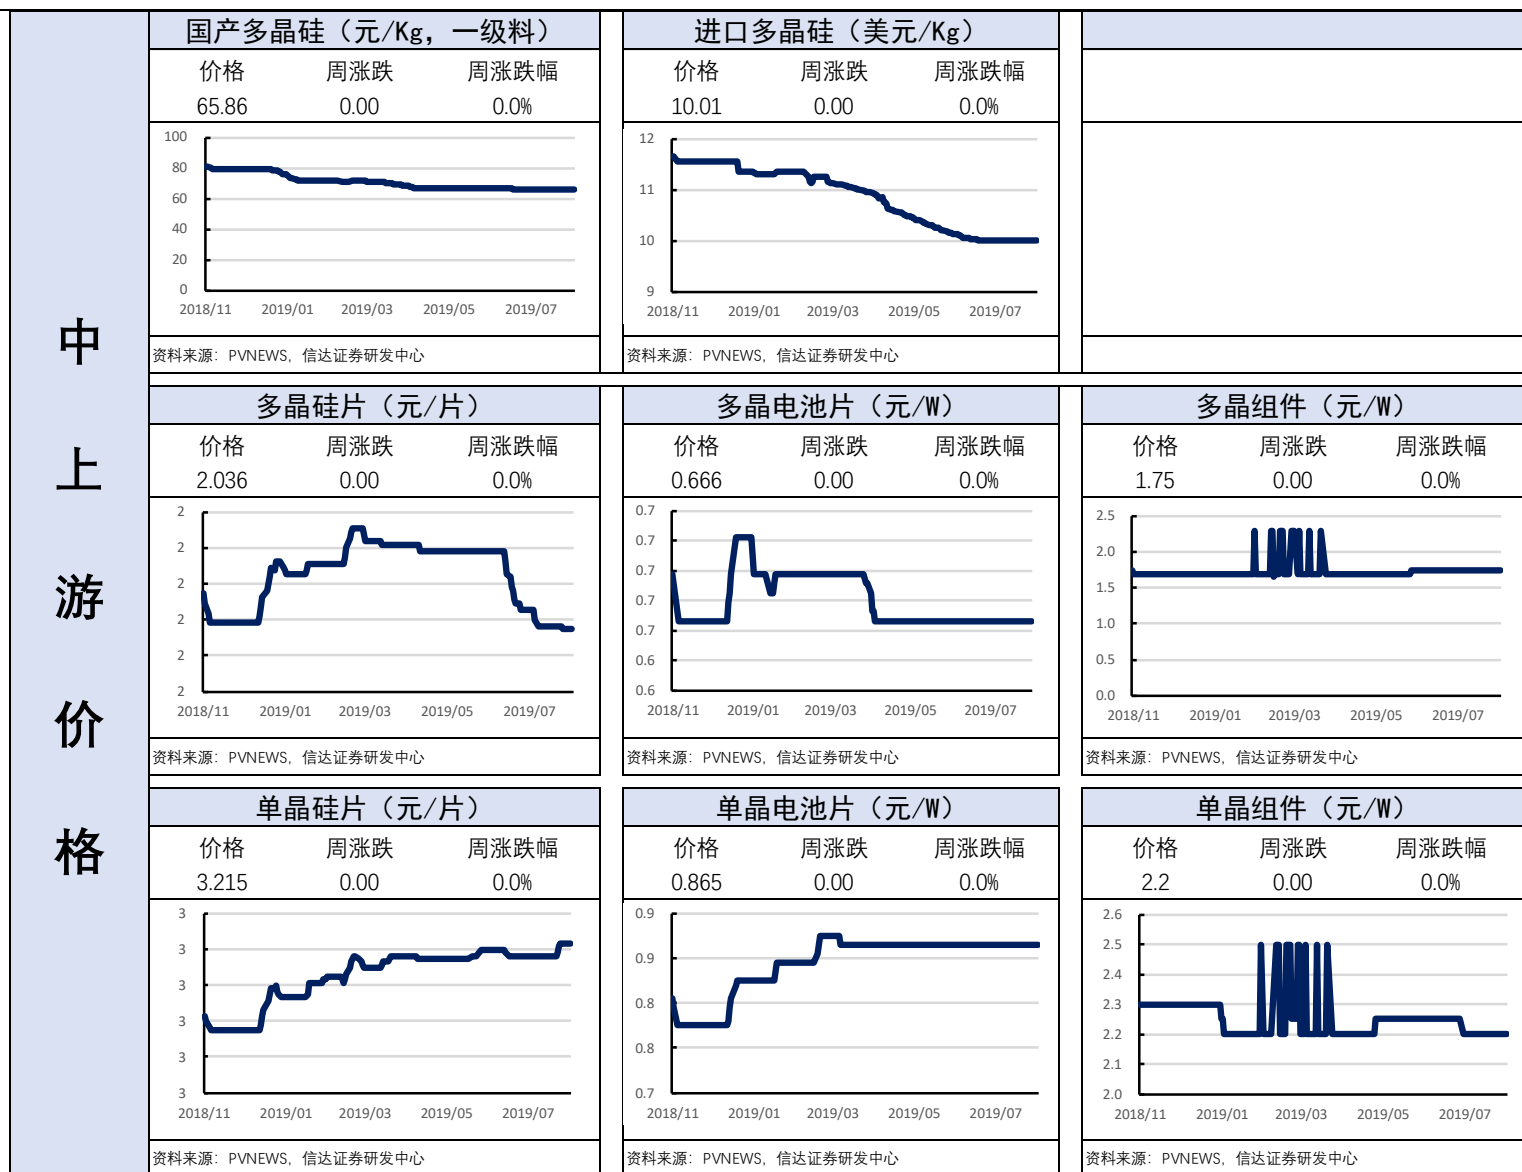 中上游价格
国产多晶硅（元/Kg，一级料）
价格 周涨跌 周涨跌幅
65.86 0.00 0.0%
100
80
60
40
20
0
2018/11 2019/01 2019/03 2019/05 2019/07
资料来源：PVNEWS，信达证券研发中心
进口多晶硅（美元/Kg）
价格 周涨跌 周涨跌幅
10.01 0.00 0.0%
12
11
10
9
2018/11 2019/01 2019/03 2019/05 2019/07
资料来源：PVNEWS，信达证券研发中心
多晶硅片（元/片）
价格 周涨跌 周涨跌幅
2.036 0.00 0.0%
2
2
2
2
2
2
2018/11 2019/01 2019/03 2019/05 2019/07
资料来源：PVNEWS，信达证券研发中心
多晶电池片（元/W）
价格 周涨跌 周涨跌幅
0.666 0.00 0.0%
0.7
0.7
0.7
0.7
0.7
0.6
0.6
2018/11 2019/01 2019/03 2019/05 2019/07
资料来源：PVNEWS，信达证券研发中心
多晶组件（元/W）
价格 周涨跌 周涨跌幅
1.75 0.00 0.0%
2.5
2.0
1.5
1.0
0.5
0.0
2018/11 2019/01 2019/03 2019/05 2019/07
资料来源：PVNEWS，信达证券研发中心
单晶硅片（元/片）
价格 周涨跌 周涨跌幅
3.215 0.00 0.0%
3
3
3
3
3
3
2018/11 2019/01 2019/03 2019/05 2019/07
资料来源：PVNEWS，信达证券研发中心
单晶电池片（元/W）
价格 周涨跌 周涨跌幅
0.865 0.00 0.0%
0.9
0.9
0.8
0.8
0.7
2018/11 2019/01 2019/03 2019/05 2019/07
资料来源：PVNEWS，信达证券研发中心
单晶组件（元/W）
价格 周涨跌 周涨跌幅
2.2 0.00 0.0%
2.6
2.5
2.4
2.3
2.2
2.1
2.0
2018/11 2019/01 2019/03 2019/05 2019/07
资料来源：PVNEWS，信达证券研发中心